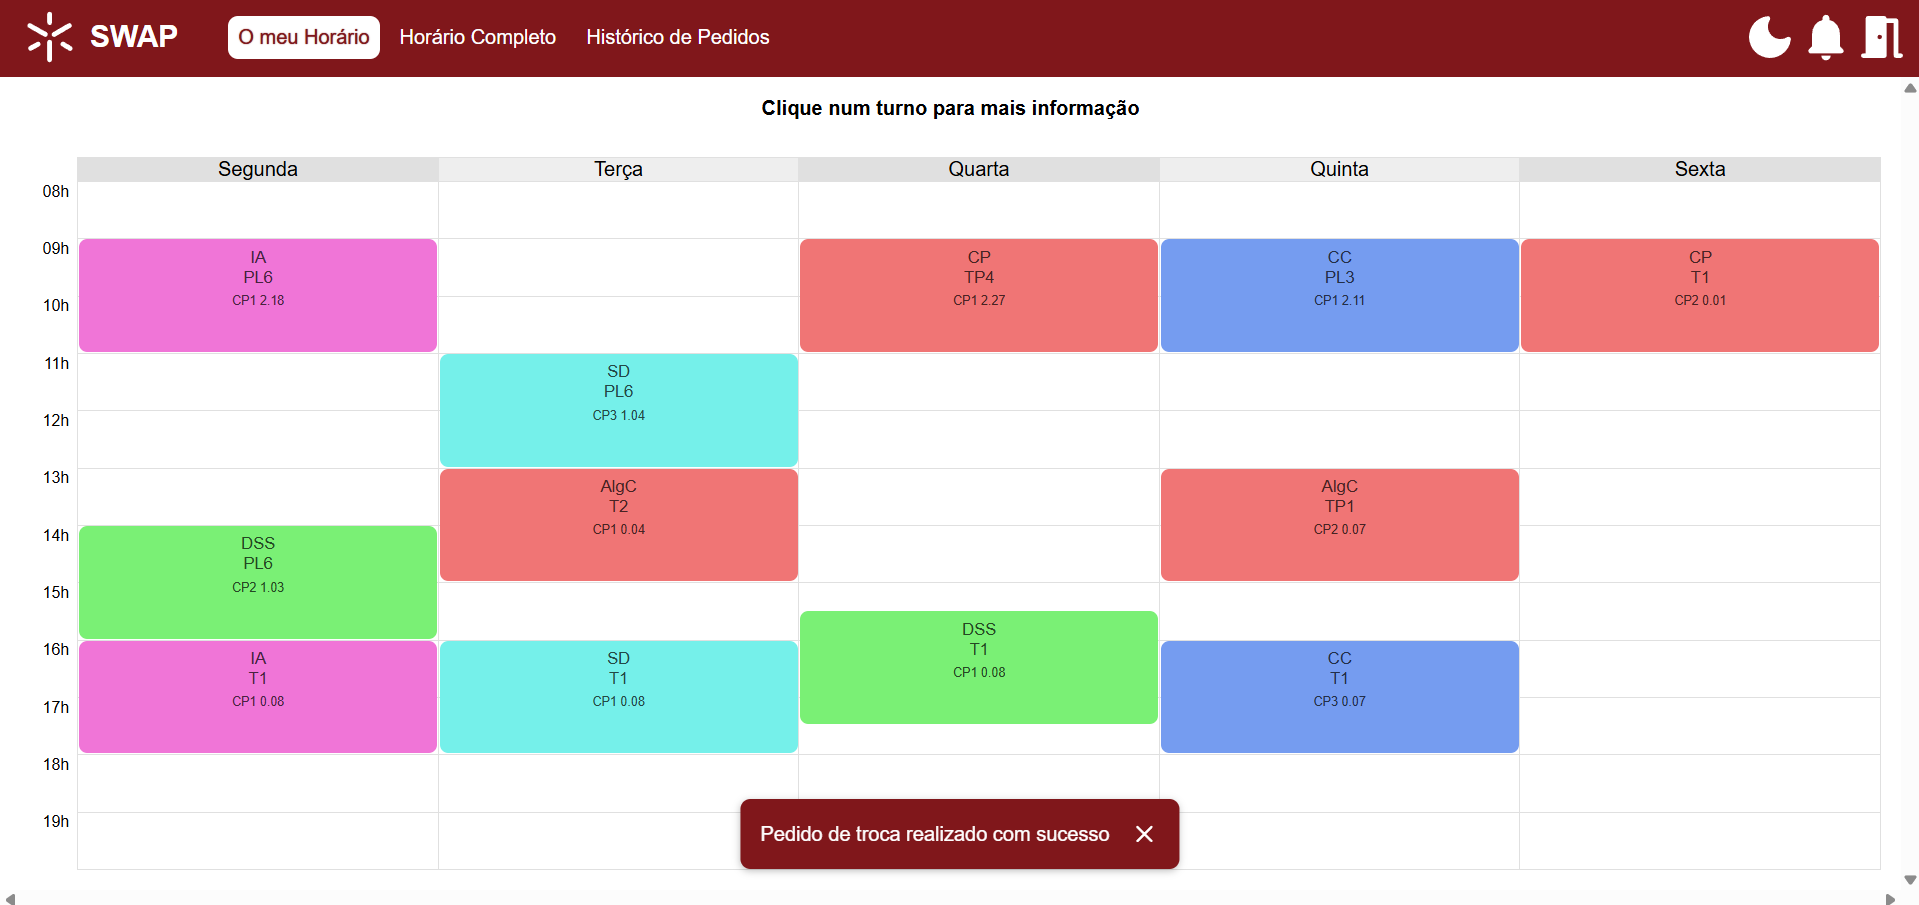 SWAP
O meu Horário
Horário Completo
Histórico de Pedidos
Clique num turno para mais informação
Segunda
Terça
Quarta
Quinta
Sexta
08h
09h
10h
11h
12h
13h
14h
15h
16h
17h
18h
19h
IA
PL6
CP1 2.18
DSS
PL6
CP2 1.03
IA
T1
CP1 0.08
SD
PL6
CP3 1.04
AlgC
T2
CP1 0.04
SD
T1
CP1 0.08
CP
TP4
CP1 2.27
DSS
T1
CP1 0.08
CC
PL3
CP1 2.11
AlgC
TP1
CP2 0.07
CC
T1
CP3 0.07
CP
T1
CP2 0.01
Pedido de troca realizado com sucesso